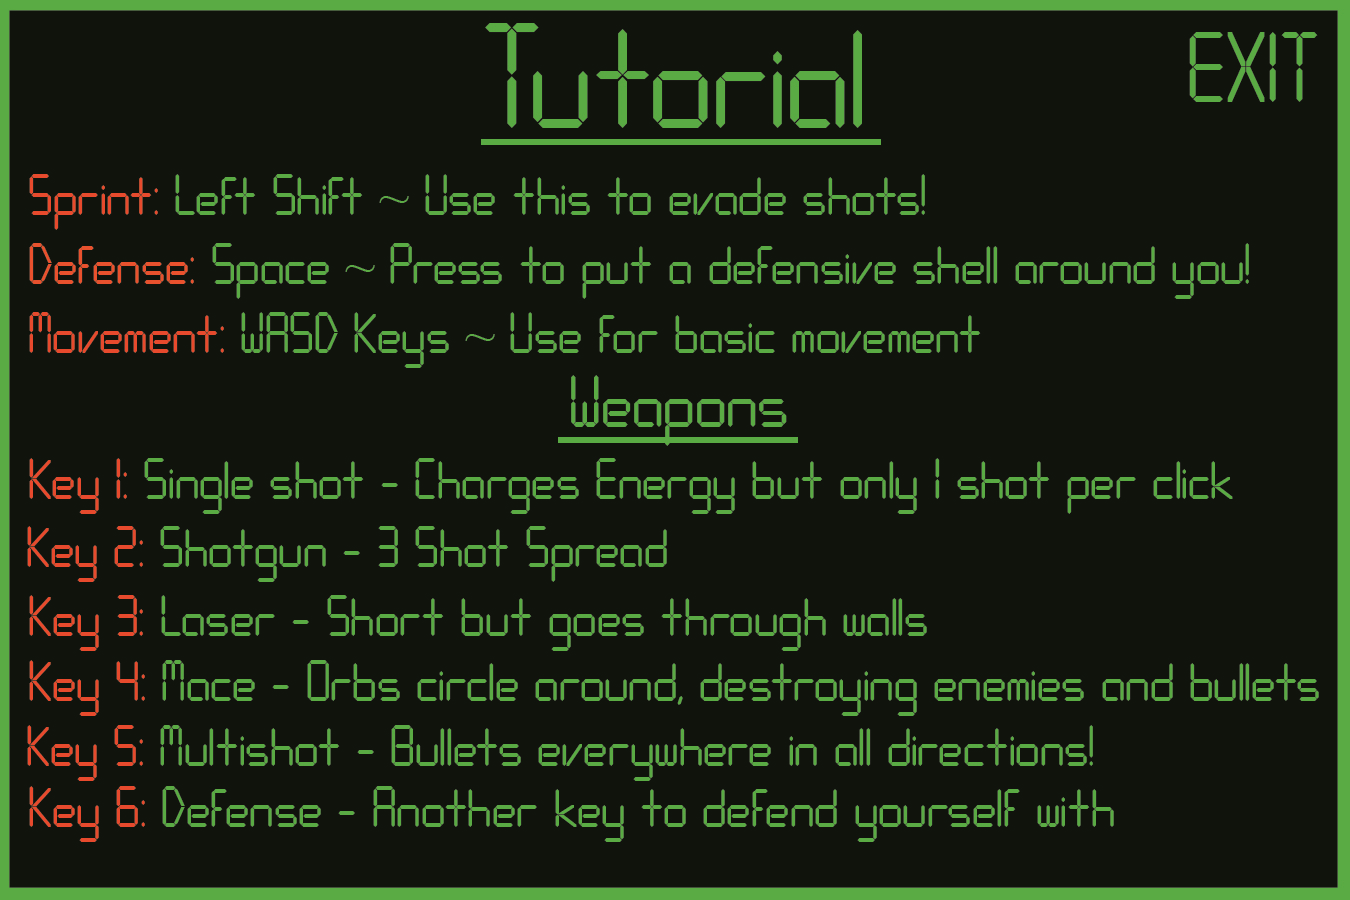 Tutorial
EXIT
Sprint: Left Shift ~ Use this to evade shots!
Defense: Space ~ Press to put a defensive shell around you!
Movement: WASD Keys ~ Use for basic movement
Weapons
Key 1: Single shot - Charges Energy but only 1 shot per click
Key 2: Shotgun - 3 Shot Spread
Key 3: Laser - Short but goes through walls
Key 4: Mace - Orbs circle around, destroying enemies and bullets
Key 5: Multishot - Bullets everywhere in all directions!
Key 6: Defense - Another key to defend yourself with